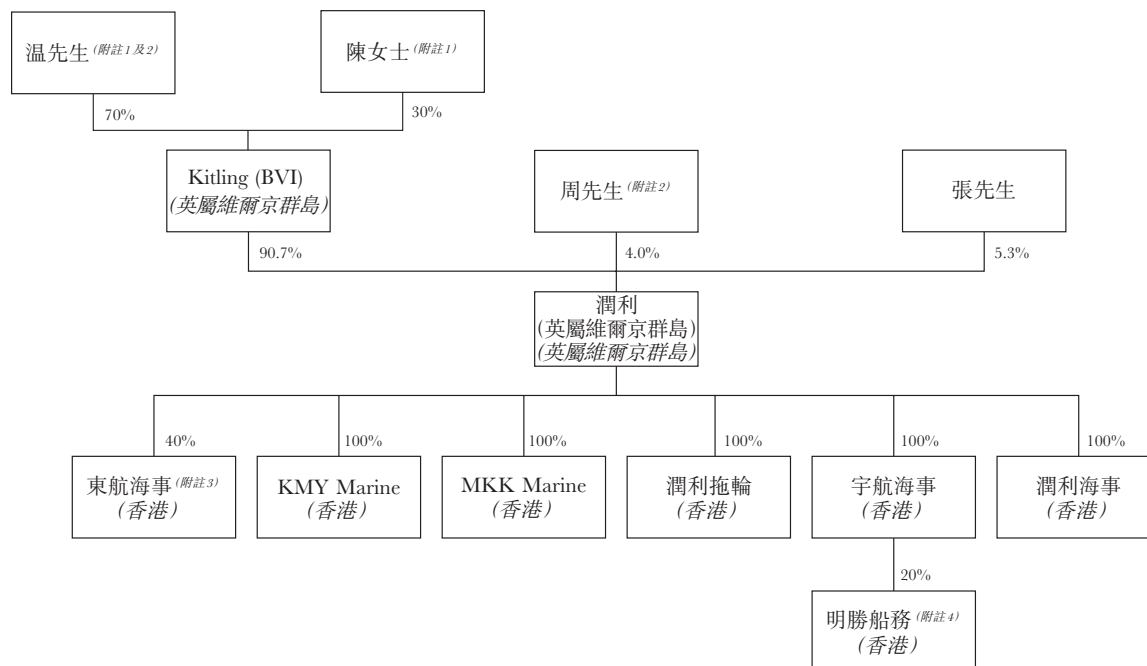 温先生(附註1及2)
陳女士(附註1)
70%
30%
Kitling (BVI)
(英屬維爾京群島)
周先生(附註2)
張先生
90.7%
4.0%
5.3%
潤利
(英屬維爾京群島)
(英屬維爾京群島)
40%
100%
100%
100%
100%
100%
東航海事(附註3)
(香港)
KMY Marine
(香港)
MKK Marine
(香港)
潤利拖輪
(香港)
宇航海事
(香港)
潤利海事
(香港)
20%
明勝船務(附註4)
(香港)